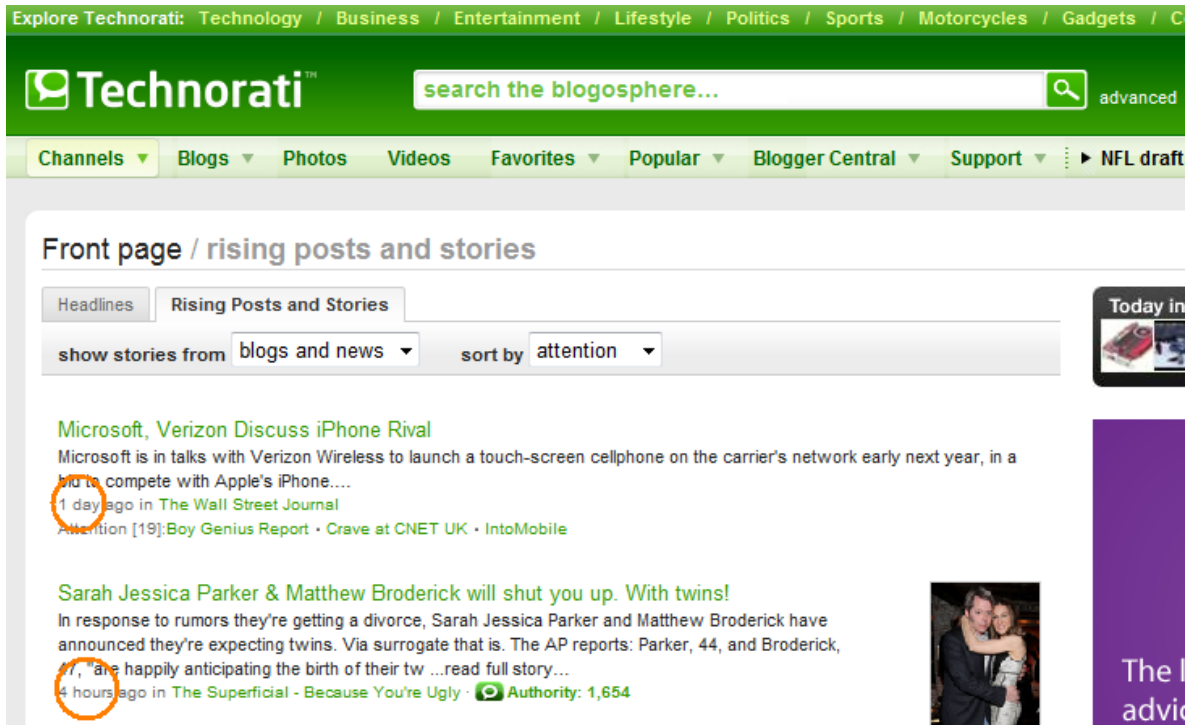 Explore Technorati: Technology / Business / Entertainment / Lifestyle / Politics / Sports / Motorcycles / Gadgets /
Technorati™ search the blogosphere... advanced
Channels Blogs Photos Videos Favorites Popular Blogger Central Support NFL draft
Front page / rising posts and stories
Headlines Rising Posts and Stories
Today in
show stories from blogs and news sort by attention
Microsoft, Verizon Discuss iPhone Rival
Microsoft is in talks with Verizon Wireless to launch a touch-screen cellphone on the carrier's network early next year, in a
bid to compete with Apple's iPhone....
1 day ago in The Wall Street Journal
Attention [19]:Boy Genius Report · Crave at CNET UK · IntoMobile
Sarah Jessica Parker & Matthew Broderick will shut you up. With twins!
In response to rumors they're getting a divorce, Sarah Jessica Parker and Matthew Broderick have
announced they're expecting twins. Via surrogate that is. The AP reports: Parker, 44, and Broderick,
47, "are happily anticipating the birth of their tw ...read full story...
4 hours ago in The Superficial - Because You're Ugly · Authority: 1,654
The